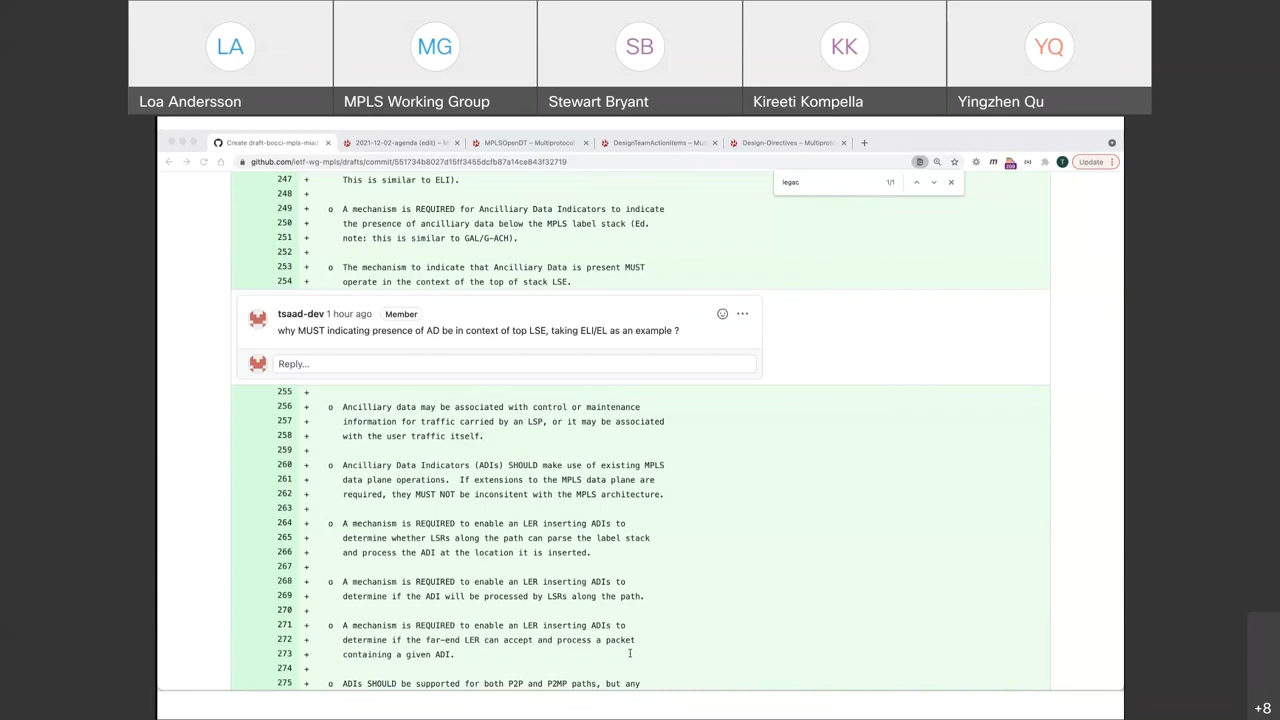 LA
MG
SB
KK
YQ
Loa Andersson
MPLS Working Group
Stewart Bryant
Kireeti Kompella
Yingzhen Qu
Create draft-bocci-mpls-miad
2021-12-02-agenda (edit) – M
MPLSOpenDT – Multiprotocol
DesignTeamActionItems – Mul
Design-Directives – Multiproto
github.com/ietf-wg-mpls/drafts/commit/551734b8027d15ff3455dcfb87a14ce843f32719
Update
legac
1/1
247 + This is similar to ELI).
248 +
249 + o A mechanism is REQUIRED for Ancilliary Data Indicators to indicate
250 + the presence of ancilliary data below the MPLS label stack (Ed.
251 + note: this is similar to GAL/G-ACH).
252 +
253 + o The mechanism to indicate that Ancilliary Data is present MUST
254 + operate in the context of the top of stack LSE.
tsaad-dev 1 hour ago Member
why MUST indicating presence of AD be in context of top LSE, taking ELI/EL as an example ?
Reply...
255 +
256 + o Ancilliary data may be associated with control or maintenance
257 + information for traffic carried by an LSP, or it may be associated
258 + with the user traffic itself.
259 +
260 + o Ancilliary Data Indicators (ADIs) SHOULD make use of existing MPLS
261 + data plane operations. If extensions to the MPLS data plane are
262 + required, they MUST NOT be inconsitent with the MPLS architecture.
263 +
264 + o A mechanism is REQUIRED to enable an LER inserting ADIs to
265 + determine whether LSRs along the path can parse the label stack
266 + and process the ADI at the location it is inserted.
267 +
268 + o A mechanism is REQUIRED to enable an LER inserting ADIs to
269 + determine if the ADI will be processed by LSRs along the path.
270 +
271 + o A mechanism is REQUIRED to enable an LER inserting ADIs to
272 + determine if the far-end LER can accept and process a packet
273 + containing a given ADI.
274 +
275 + o ADIs SHOULD be supported for both P2P and P2MP paths, but any
+8